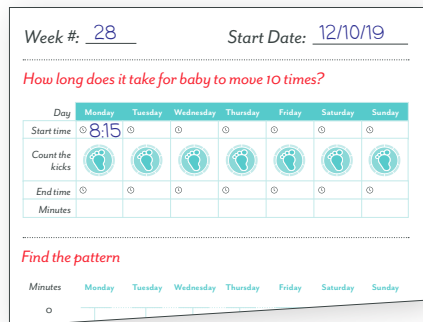 Week #: 28 Start Date: 12/10/19
How long does it take for baby to move 10 times?
Day Monday Tuesday Wednesday Thursday Friday Saturday Sunday
Start time 8:15
Count the
kicks
End time
Minutes
Find the pattern
Minutes Monday Tuesday Wednesday Thursday Friday Saturday Sunday
0